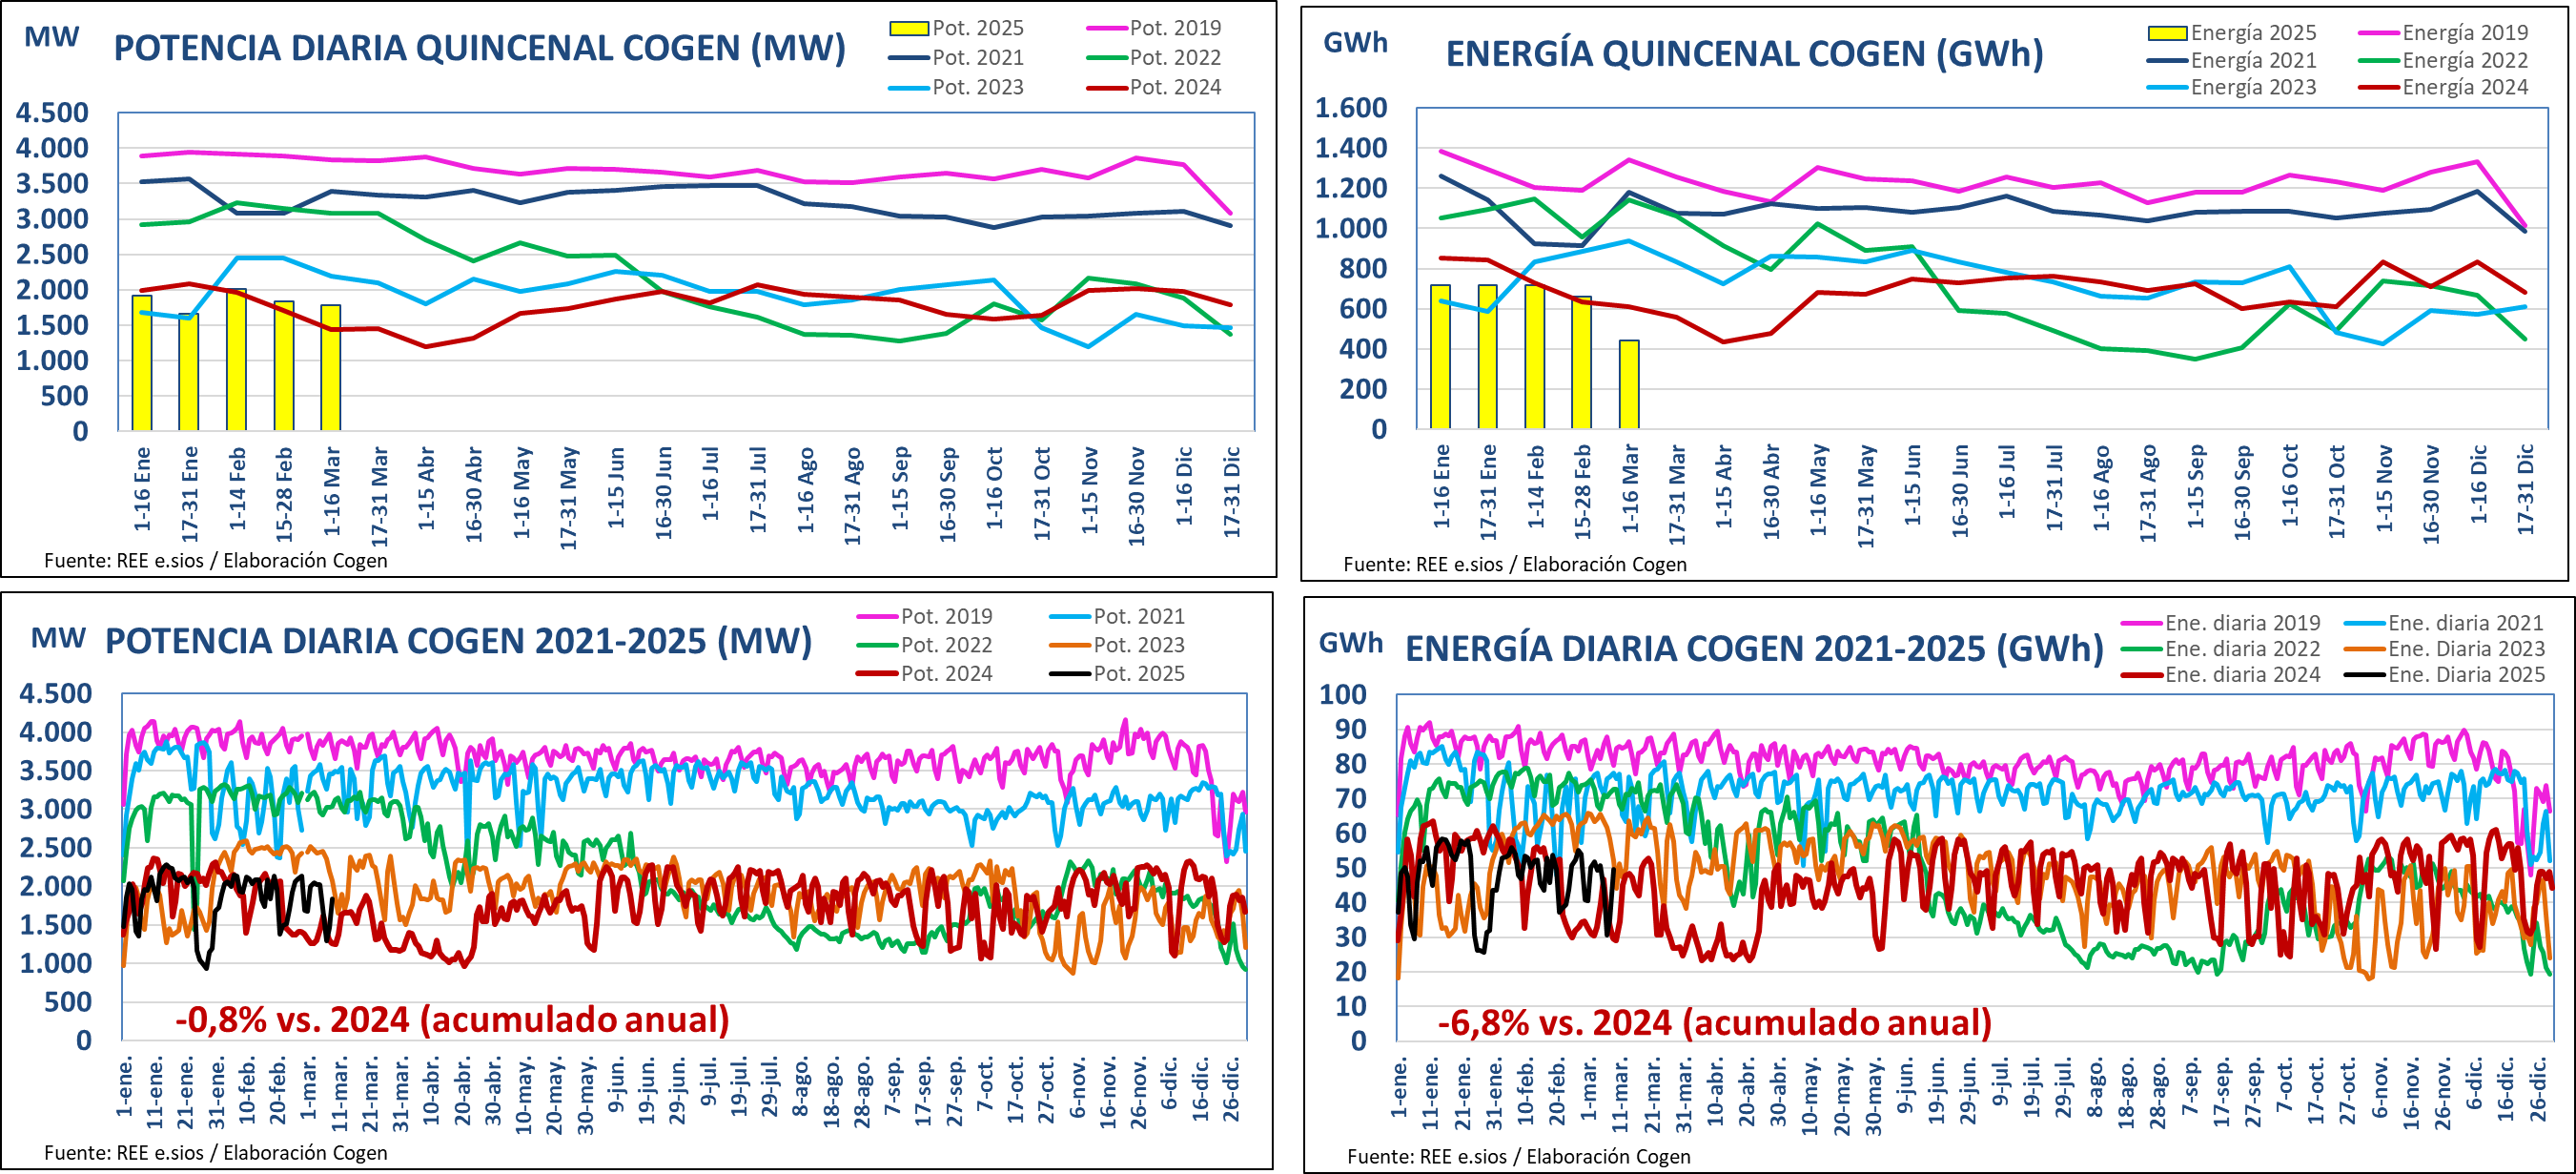 MW
POTENCIA DIARIA QUINCENAL COGEN (MW)
Pot. 2025
Pot. 2019
Pot. 2021
Pot. 2022
Pot. 2023
Pot. 2024
4.500
4.000
3.500
3.000
2.500
2.000
1.500
1.000
500
0
1-16 Ene
17-31 Ene
1-14 Feb
15-28 Feb
1-16 Mar
17-31 Mar
1-15 Abr
16-30 Abr
1-16 May
17-31 May
1-15 Jun
16-30 Jun
1-16 Jul
17-31 Jul
1-16 Ago
17-31 Ago
1-15 Sep
16-30 Sep
1-16 Oct
17-31 Oct
1-15 Nov
16-30 Nov
1-16 Dic
17-31 Dic
Fuente: REE e.sios / Elaboración Cogen
GWh
ENERGÍA QUINCENAL COGEN (GWh)
Energía 2025
Energía 2019
Energía 2021
Energía 2022
Energía 2023
Energía 2024
1.600
1.400
1.200
1.000
800
600
400
200
0
1-16 Ene
17-31 Ene
1-14 Feb
15-28 Feb
1-16 Mar
17-31 Mar
1-15 Abr
16-30 Abr
1-16 May
17-31 May
1-15 Jun
16-30 Jun
1-16 Jul
17-31 Jul
1-16 Ago
17-31 Ago
1-15 Sep
16-30 Sep
1-16 Oct
17-31 Oct
1-15 Nov
16-30 Nov
1-16 Dic
17-31 Dic
Fuente: REE e.sios / Elaboración Cogen
MW
POTENCIA DIARIA COGEN 2021-2025 (MW)
Pot. 2019
Pot. 2021
Pot. 2022
Pot. 2023
Pot. 2024
Pot. 2025
4.500
4.000
3.500
3.000
2.500
2.000
1.500
1.000
500
0
-0,8% vs. 2024 (acumulado anual)
1-ene.
11-ene.
21-ene.
31-ene.
10-feb.
20-feb.
1-mar.
11-mar.
21-mar.
31-mar.
10-abr.
20-abr.
30-abr.
10-may.
20-may.
30-may.
9-jun.
19-jun.
29-jun.
9-jul.
19-jul.
29-jul.
8-ago.
18-ago.
28-ago.
7-sep.
17-sep.
27-sep.
7-oct.
17-oct.
27-oct.
6-nov.
16-nov.
26-nov.
6-dic.
16-dic.
26-dic.
Fuente: REE e.sios / Elaboración Cogen
GWh
ENERGÍA DIARIA COGEN 2021-2025 (GWh)
Ene. diaria 2019
Ene. diaria 2021
Ene. diaria 2022
Ene. Diaria 2023
Ene. diaria 2024
Ene. Diaria 2025
100
90
80
70
60
50
40
30
20
10
0
-6,8% vs. 2024 (acumulado anual)
1-ene.
11-ene.
21-ene.
31-ene.
10-feb.
20-feb.
1-mar.
11-mar.
21-mar.
31-mar.
10-abr.
20-abr.
30-abr.
10-may.
20-may.
30-may.
9-jun.
19-jun.
29-jun.
9-jul.
19-jul.
29-jul.
8-ago.
18-ago.
28-ago.
7-sep.
17-sep.
27-sep.
7-oct.
17-oct.
27-oct.
6-nov.
16-nov.
26-nov.
6-dic.
16-dic.
26-dic.
Fuente: REE e.sios / Elaboración Cogen